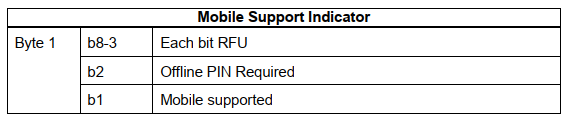 Mobile Support Indicator
Byte 1 b8-3 Each bit RFU
b2 Offline PIN Required
b1 Mobile supported